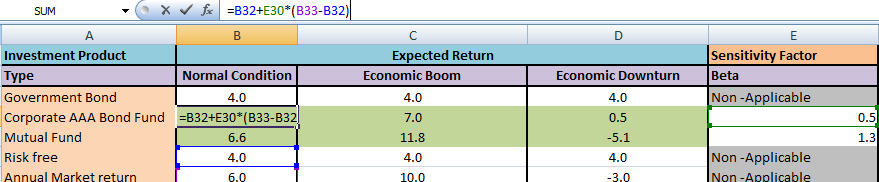 SUM fx =B32+E30*(B33-B32)
A B C D E
Investment Product Expected Return Sensitivity Factor
Type Normal Condition Economic Boom Economic Downturn Beta
Government Bond 4.0 4.0 4.0 Non -Applicable
Corporate AAA Bond Fund =B32+E30*(B33-B32 7.0 0.5 0.5
Mutual Fund 6.6 11.8 -5.1 1.3
Risk free 4.0 4.0 4.0 Non -Applicable
Annual Market return 6.0 10.0 -3.0 Non -Applicable